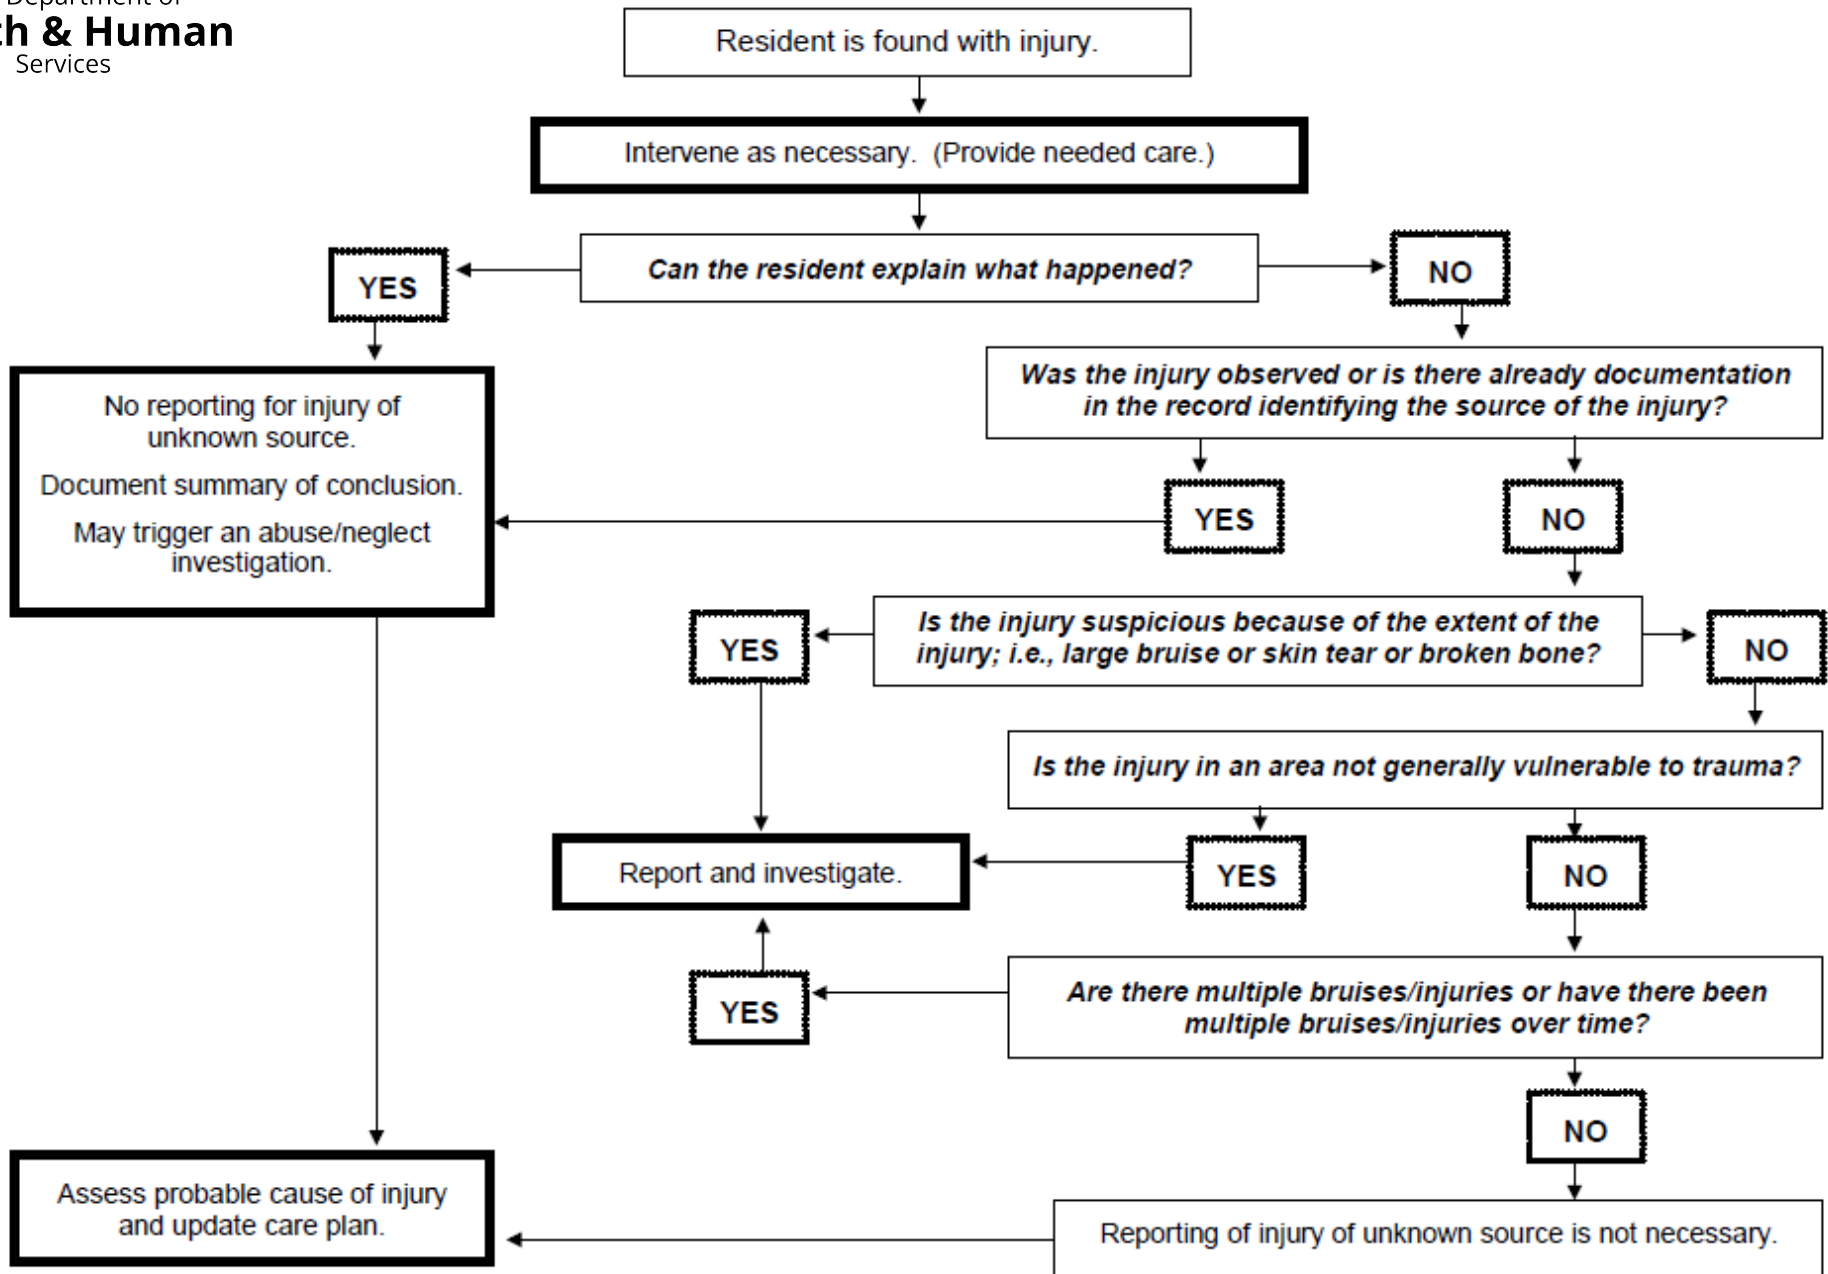 Department of
th & Human
Services
Resident is found with injury.
Intervene as necessary.  (Provide needed care.)
Can the resident explain what happened?
YES
NO
Was the injury observed or is there already documentation
in the record identifying the source of the injury?
No reporting for injury of
unknown source.
Document summary of conclusion.
May trigger an abuse/neglect
investigation.
YES
NO
Is the injury suspicious because of the extent of the
injury; i.e., large bruise or skin tear or broken bone?
YES
NO
Is the injury in an area not generally vulnerable to trauma?
Report and investigate.
YES
NO
Are there multiple bruises/injuries or have there been
multiple bruises/injuries over time?
YES
NO
Assess probable cause of injury
and update care plan.
Reporting of injury of unknown source is not necessary.